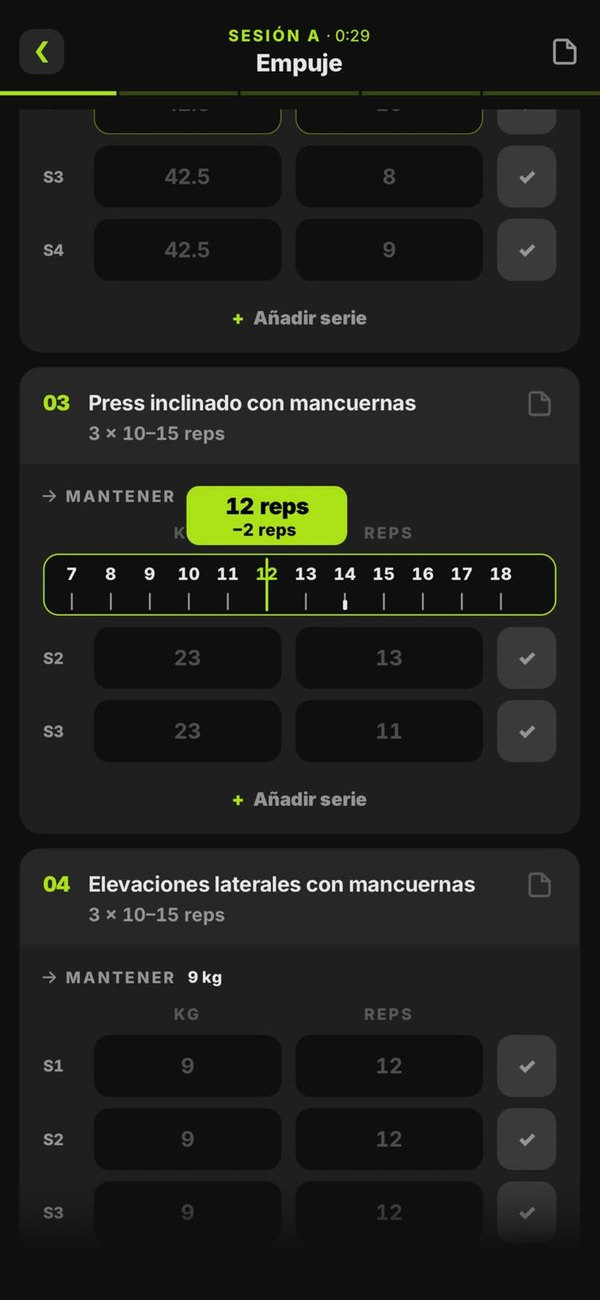 SESIÓN A · 0:29
Empuje
S3 42.5 8
S4 42.5 9
+ Añadir serie
03 Press inclinado con mancuernas
3 × 10–15 reps
→ MANTENER
12 reps
−2 reps
K REPS
7 8 9 10 11 12 13 14 15 16 17 18
S2 23 13
S3 23 11
+ Añadir serie
04 Elevaciones laterales con mancuernas
3 × 10–15 reps
→ MANTENER 9 kg
KG REPS
S1 9 12
S2 9 12
S3 9 12